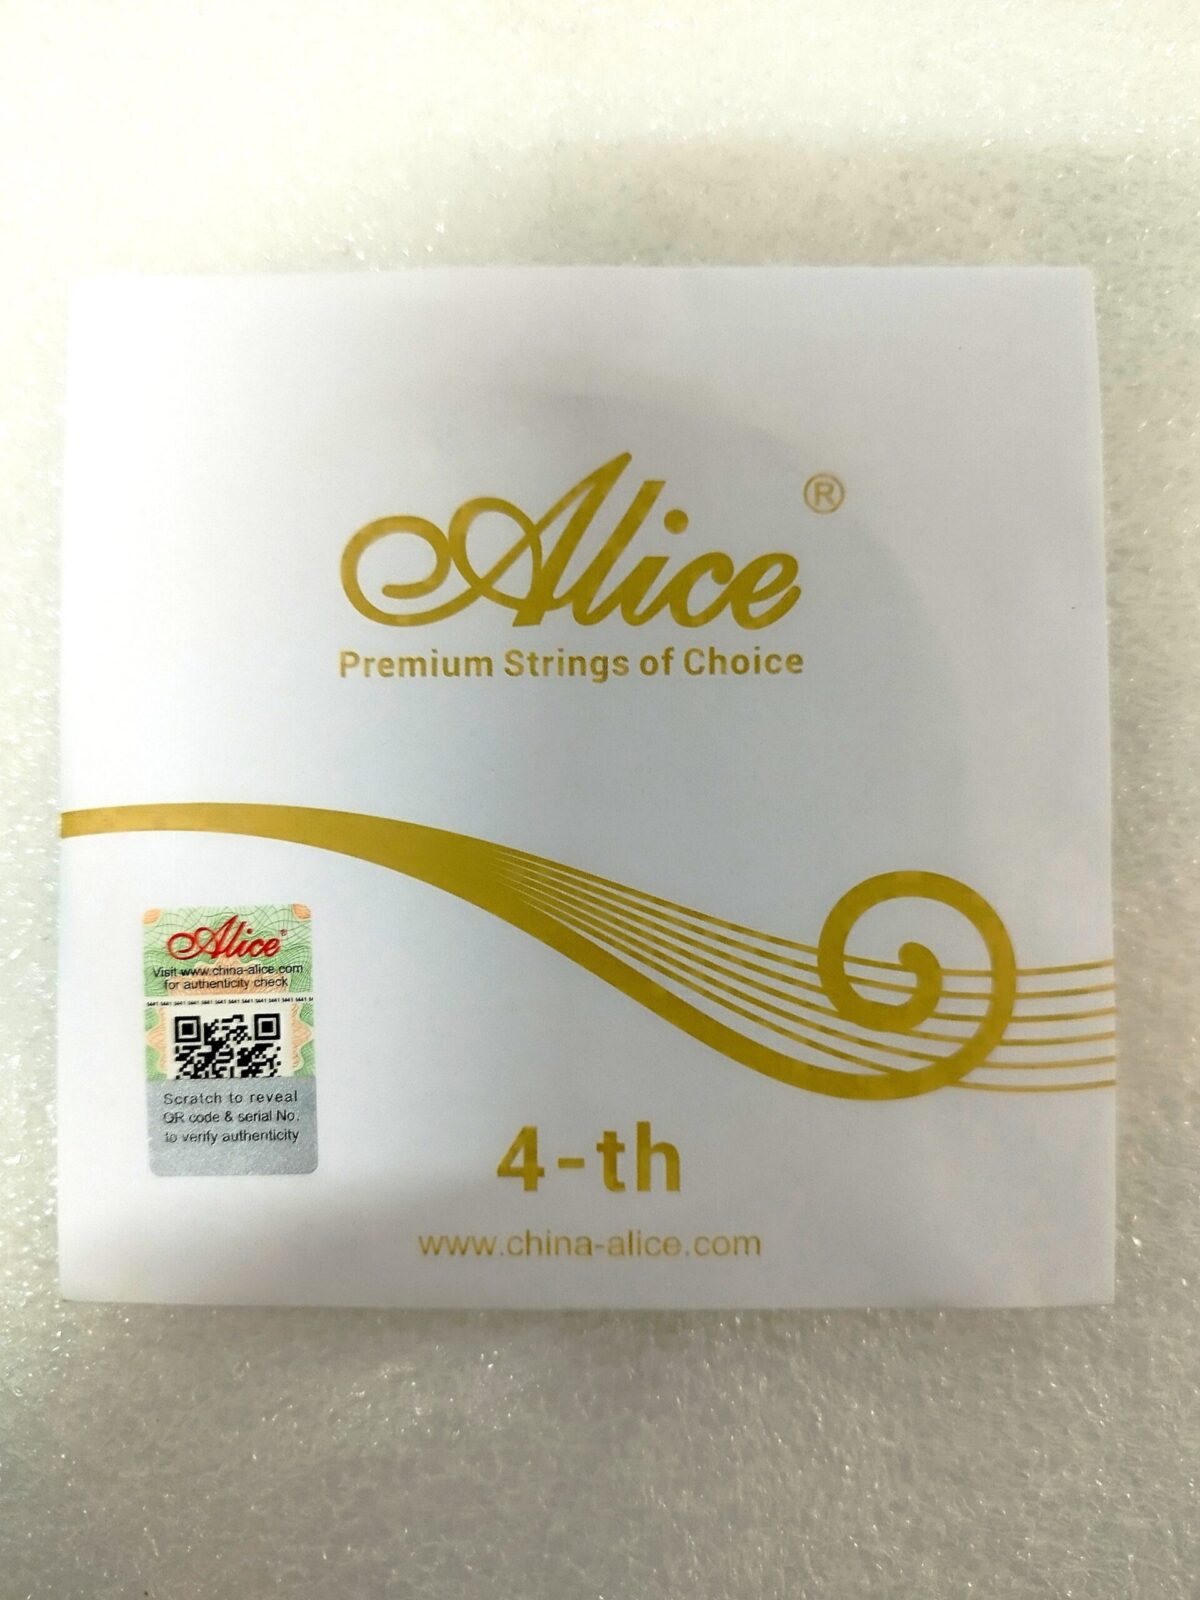 Alice®
Premium Strings of Choice
Alice®
Visit www.china-alice.com
for authenticity check
Scratch to reveal
QR code & serial No.
to verify authenticity
4-th
www.china-alice.com